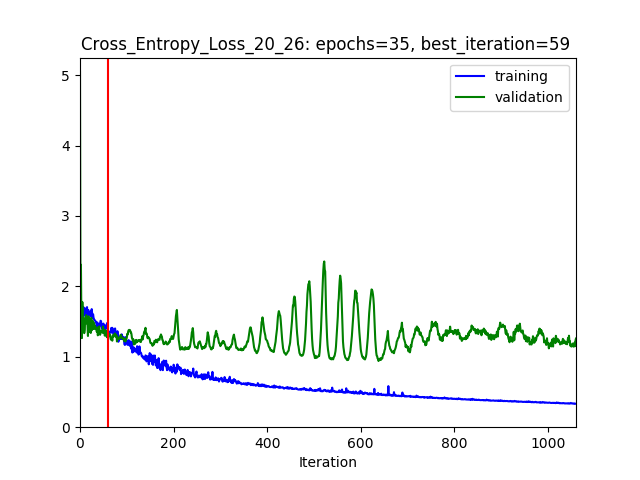 Cross_Entropy_Loss_20_26: epochs=35, best_iteration=59
training
validation
5
4
3
2
1
0
0 200 400 600 800 1000
Iteration